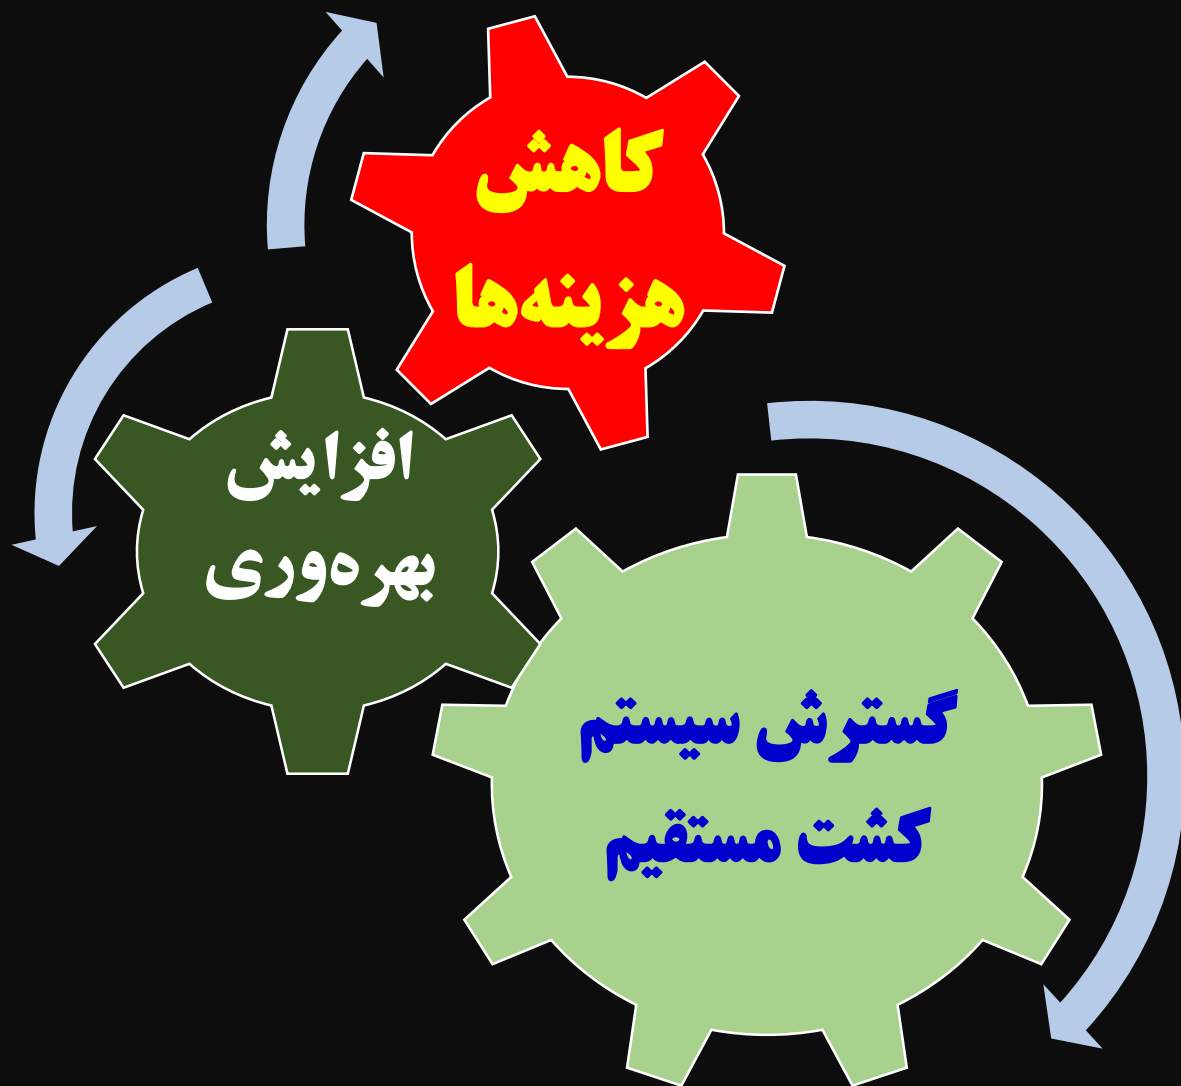 کاهش
هزینه‌ها
افزایش
بهره‌وری
گسترش سیستم
کشت مستقیم